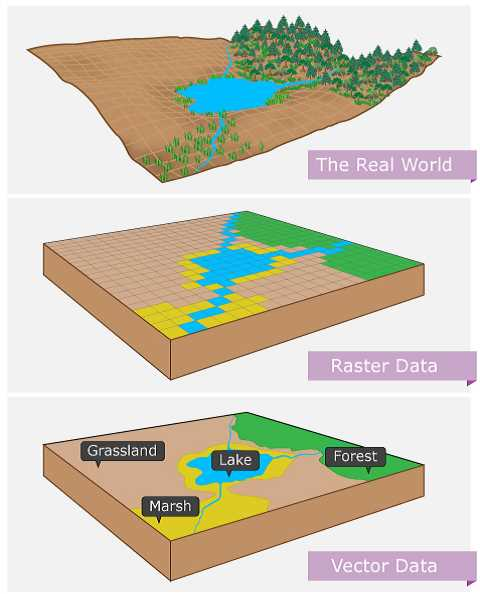 The Real World
Raster Data
Grassland
Lake
Forest
Marsh
Vector Data